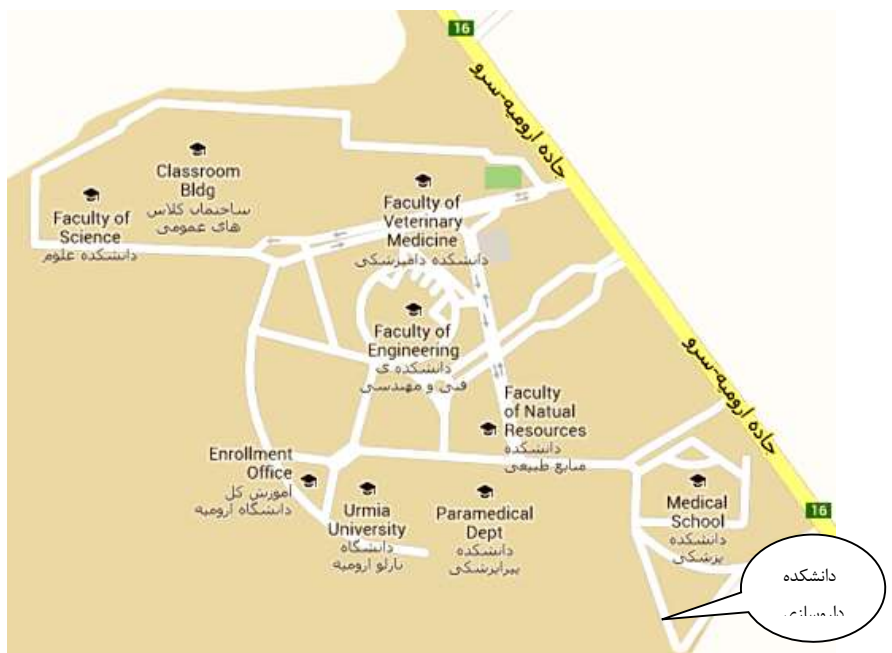 16
جاده ارومیه-سرو
Classroom
Bldg
ساختمان کلاس
های عمومی
Faculty of
Science
دانشکده علوم
Faculty of
Veterinary
Medicine
دانشکده دامپزشکی
Faculty of
Engineering
دانشکده ی
فنی و مهندسی
جاده ارومیه-سرو
Faculty
of Natual
Resources
دانشکده
منابع طبیعی
Enrollment
Office
آموزش کل
دانشگاه ارومیه
Urmia
University
دانشگاه
نازلو ارومیه
Paramedical
Dept
دانشکده
پیراپزشکی
Medical
School
دانشکده
پزشکی
16
دانشکده